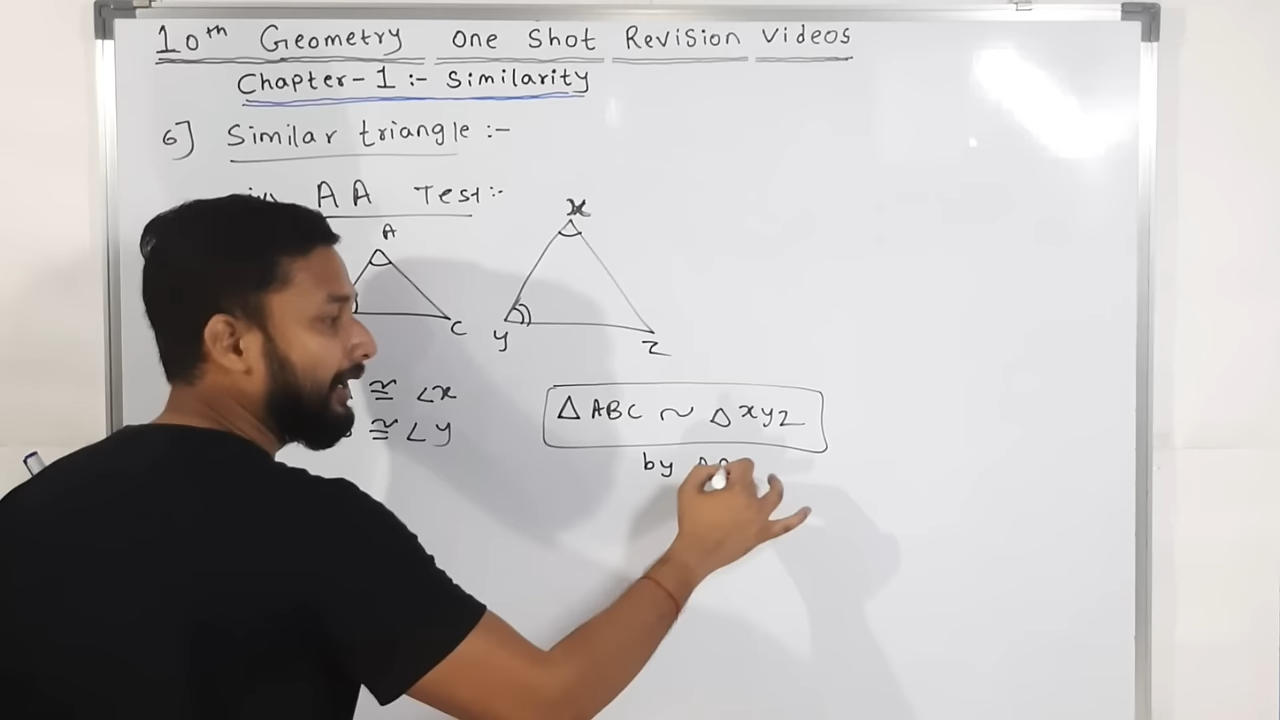 10th Geometry one Shot Revision Videos
Chapter-1 :- Similarity
6] Similar triangle :-
AA Test:-
A
x
C
y
z
≅ ∠x
≅ ∠y
Δ ABC ~ Δ xyz
by